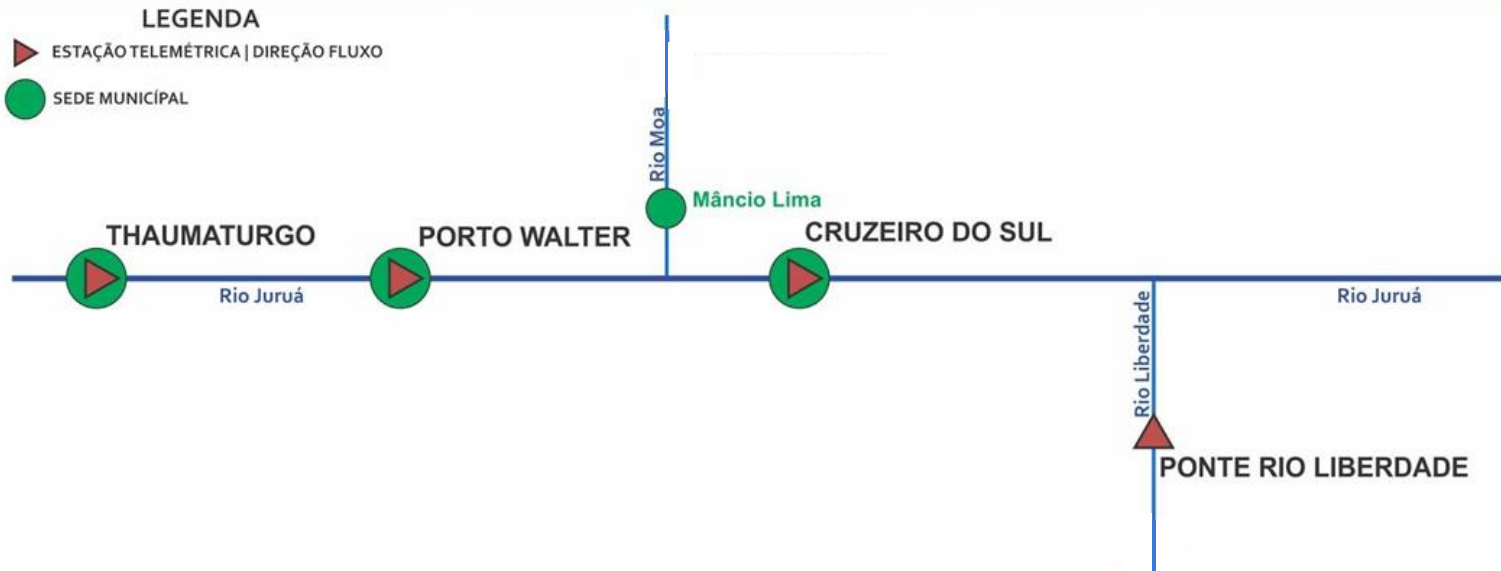 LEGENDA
ESTAÇÃO TELEMÉTRICA | DIREÇÃO FLUXO
SEDE MUNICÍPAL
Rio Moa
Mâncio Lima
THAUMATURGO
PORTO WALTER
CRUZEIRO DO SUL
Rio Juruá
Rio Juruá
Rio Liberdade
PONTE RIO LIBERDADE